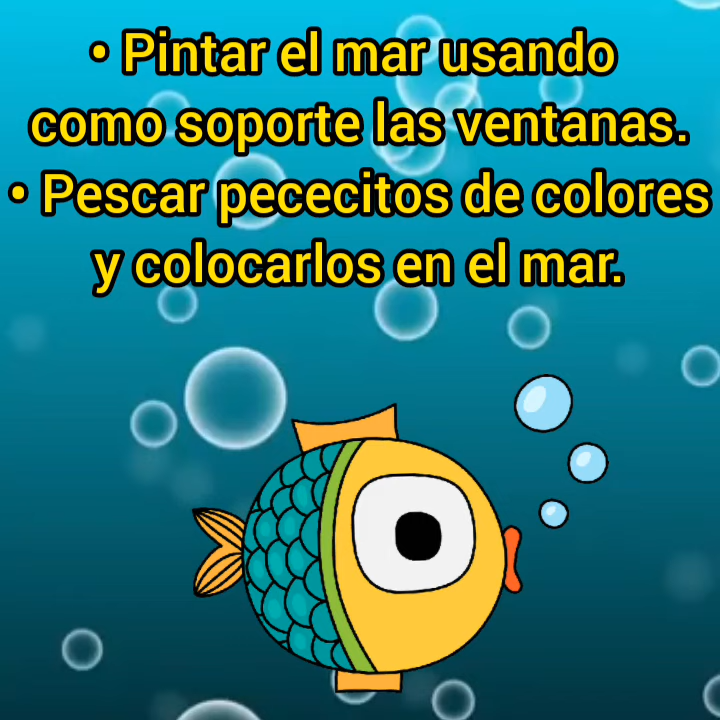 • Pintar el mar usando
como soporte las ventanas.
• Pescar pececitos de colores
y colocarlos en el mar.